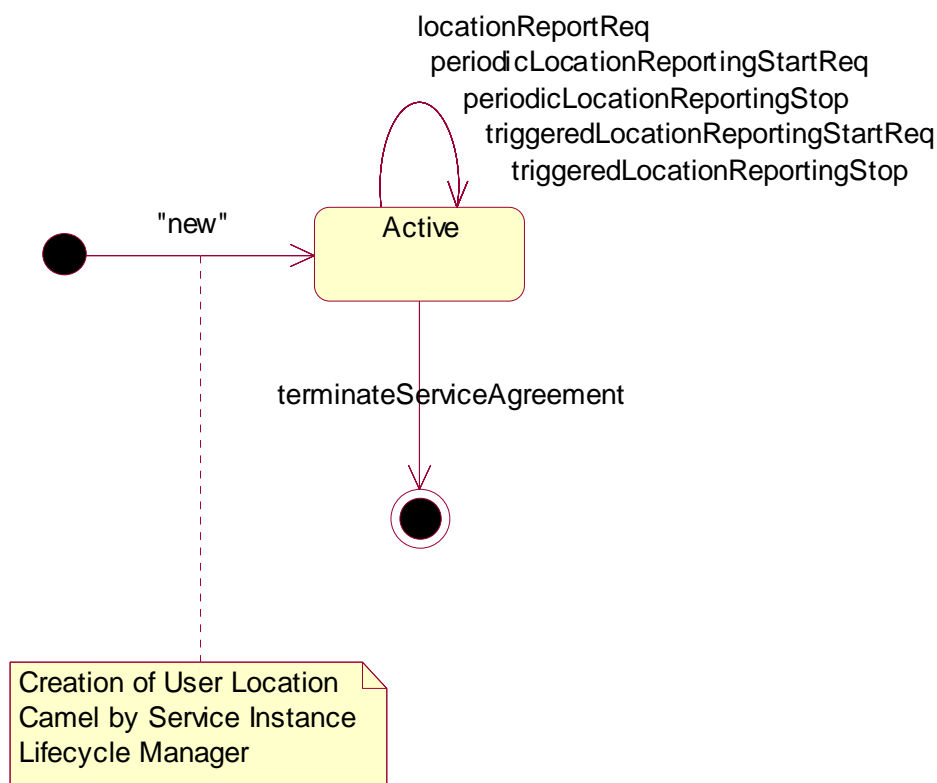 locationReportReq
periodicLocationReportingStartReq
periodicLocationReportingStop
triggeredLocationReportingStartReq
triggeredLocationReportingStop
"new"
Active
terminateServiceAgreement
Creation of User Location
Camel by Service Instance
Lifecycle Manager